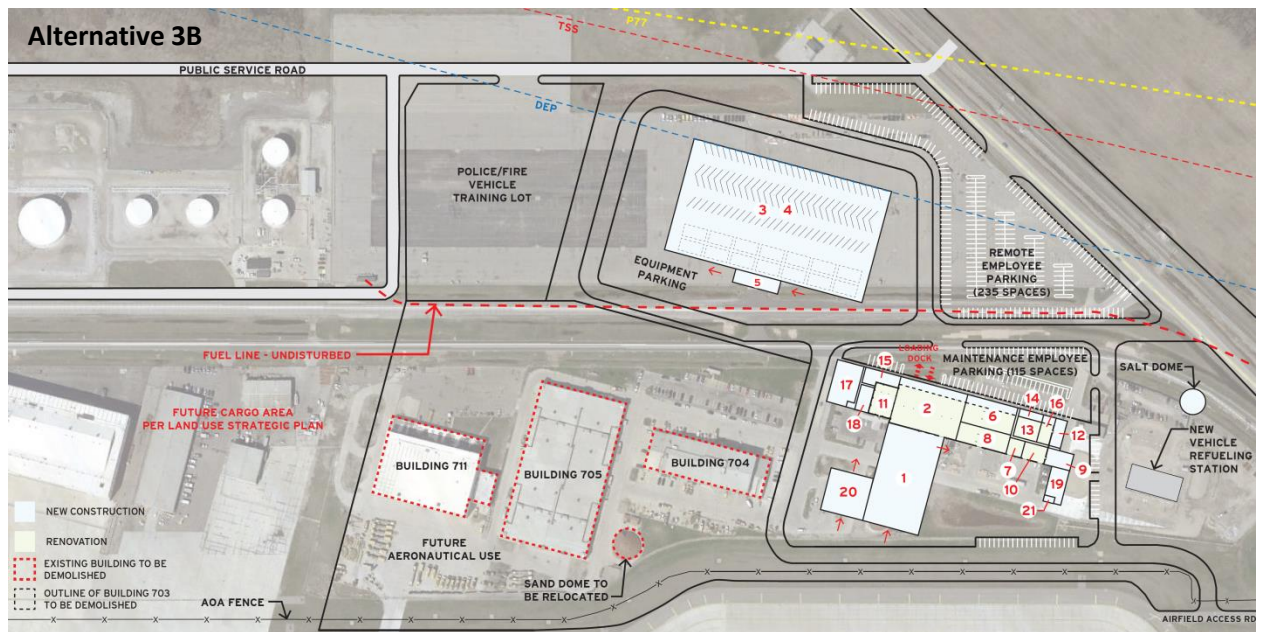 Alternative 3B
P77
TSS
PUBLIC SERVICE ROAD
DEP
POLICE/FIRE
VEHICLE
TRAINING LOT
3 4
EQUIPMENT
PARKING
5
REMOTE
EMPLOYEE
PARKING
(235 SPACES)
FUEL LINE - UNDISTURBED
LOADING
DOCK
MAINTENANCE EMPLOYEE
PARKING (115 SPACES)
SALT DOME
15
17
11
18
2
6
14
16
13
12
8
7
10
9
19
21
1
20
NEW
VEHICLE
REFUELING
STATION
FUTURE CARGO AREA
PER LAND USE STRATEGIC PLAN
BUILDING 711
BUILDING 705
BUILDING 704
FUTURE
AERONAUTICAL USE
SAND DOME TO
BE RELOCATED
NEW CONSTRUCTION
RENOVATION
EXISTING BUILDING TO BE
DEMOLISHED
OUTLINE OF BUILDING 703
TO BE DEMOLISHED
AOA FENCE
AIRFIELD ACCESS RD